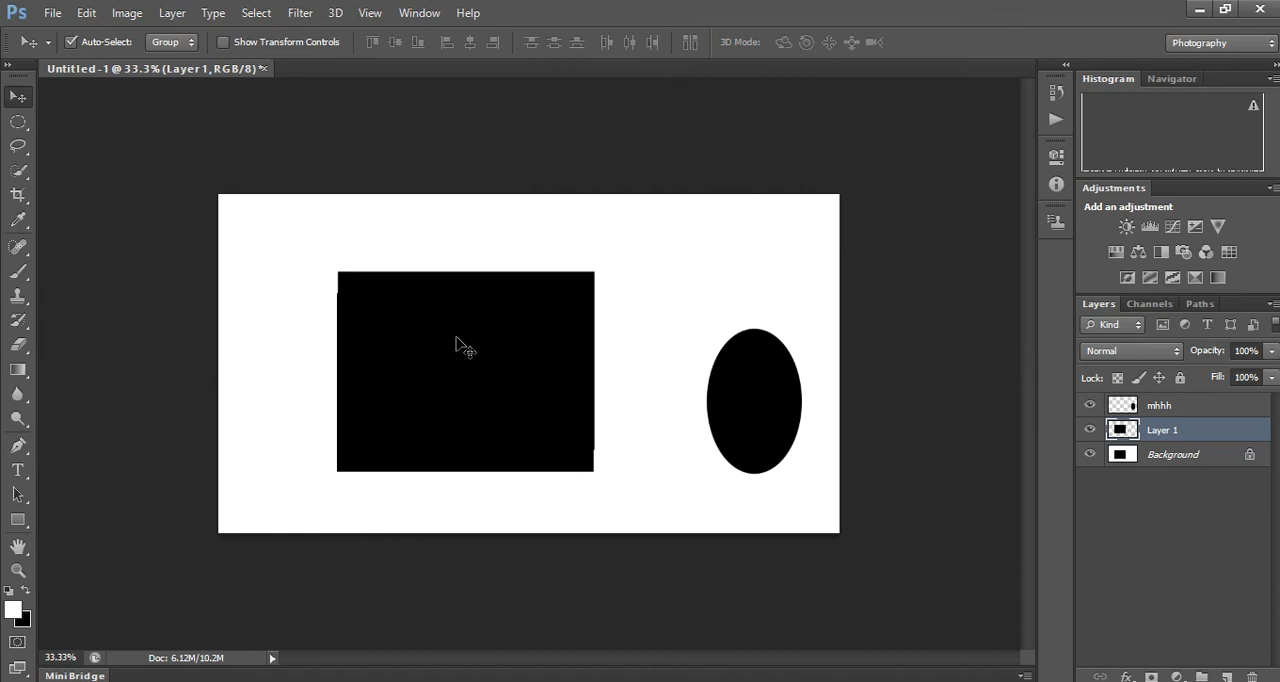 Ps File Edit Image Layer Type Select Filter 3D View Window Help
Auto-Select: Group Show Transform Controls 3D Mode: Photography
Untitled-1 @ 33.3% (Layer 1, RGB/8) *
Histogram Navigator
Adjustments
Add an adjustment
Layers Channels Paths
Kind
Normal Opacity: 100%
Lock: Fill: 100%
mhhh
Layer 1
Background
33.33% Doc: 6.12M/10.2M
Mini Bridge